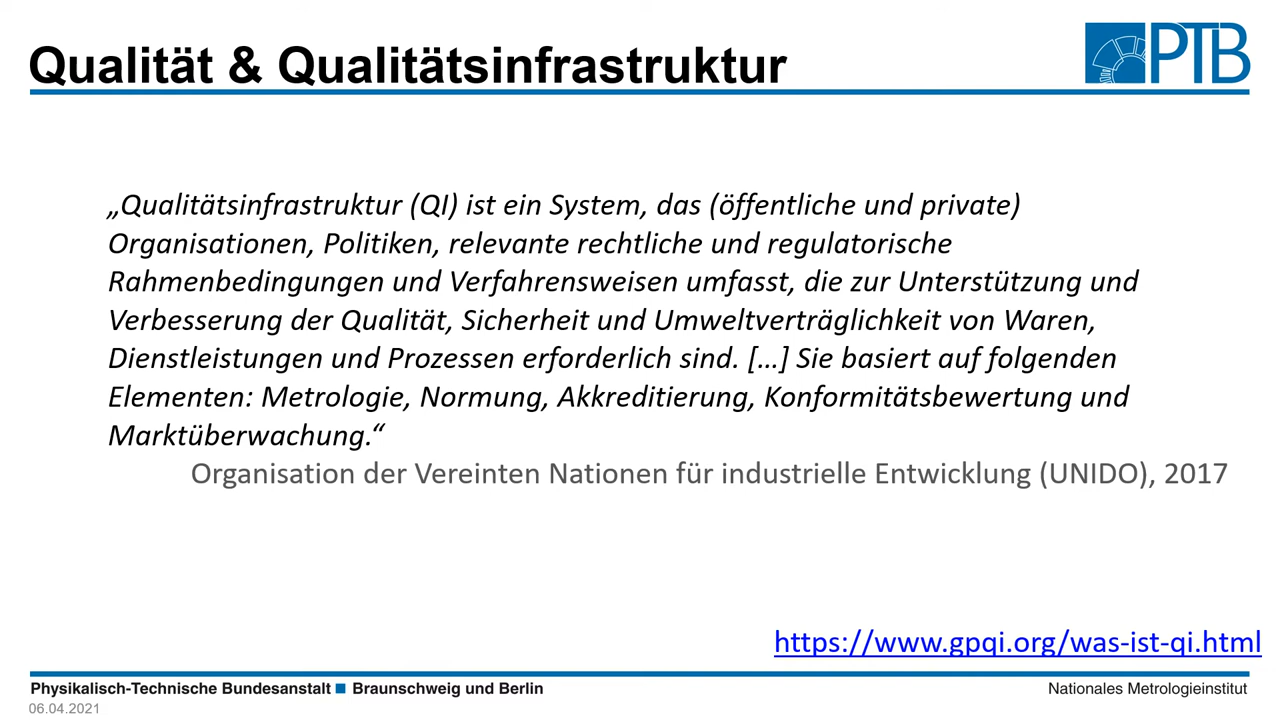 Qualität & Qualitätsinfrastruktur
PTB
„Qualitätsinfrastruktur (QI) ist ein System, das (öffentliche und private)
Organisationen, Politiken, relevante rechtliche und regulatorische
Rahmenbedingungen und Verfahrensweisen umfasst, die zur Unterstützung und
Verbesserung der Qualität, Sicherheit und Umweltverträglichkeit von Waren,
Dienstleistungen und Prozessen erforderlich sind. […] Sie basiert auf folgenden
Elementen: Metrologie, Normung, Akkreditierung, Konformitätsbewertung und
Marktüberwachung.“
Organisation der Vereinten Nationen für industrielle Entwicklung (UNIDO), 2017
https://www.gpqi.org/was-ist-qi.html
Physikalisch-Technische Bundesanstalt ■ Braunschweig und Berlin
Nationales Metrologieinstitut
06.04.2021